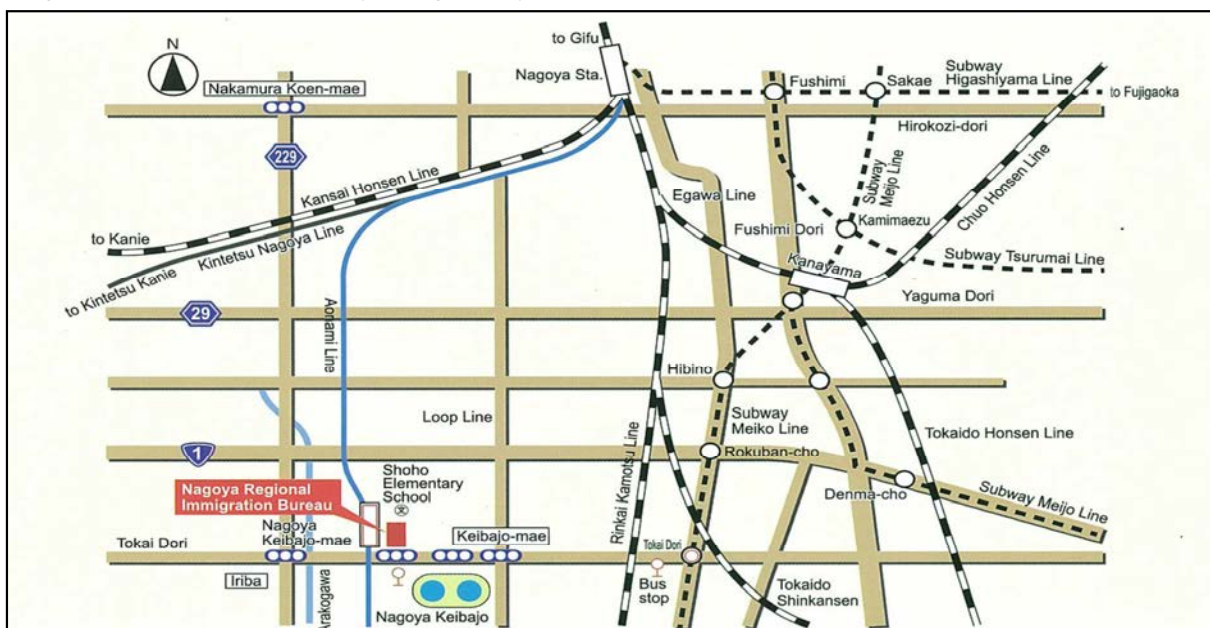 N
to Gifu
Nagoya Sta.
Nakamura Koen-mae
Fushimi
Sakae
Subway
Higashiyama Line
to Fujigaoka
Hirokozi-dori
229
Kansai Honsen Line
Egawa Line
Subway
Meijo Line
Chuo Honsen Line
Kamimaezu
Fushimi Dori
to Kanie
Kintetsu Nagoya Line
Kanayama
Subway Tsurumai Line
to Kintetsu Kanie
29
Aonami Line
Yaguma Dori
Hibino
Loop Line
Subway
Meiko Line
Tokaido Honsen Line
1
Rokuban-cho
Shoho
Elementary
School
文
Nagoya Regional
Immigration Bureau
Rinkai Kamotsu Line
Denma-cho
Subway Meijo Line
Nagoya
Keibajo-mae
Keibajo-mae
Tokai Dori
Tokai Dori
Iriba
Arakogawa
Bus
stop
Tokaido
Shinkansen
Nagoya Keibajo